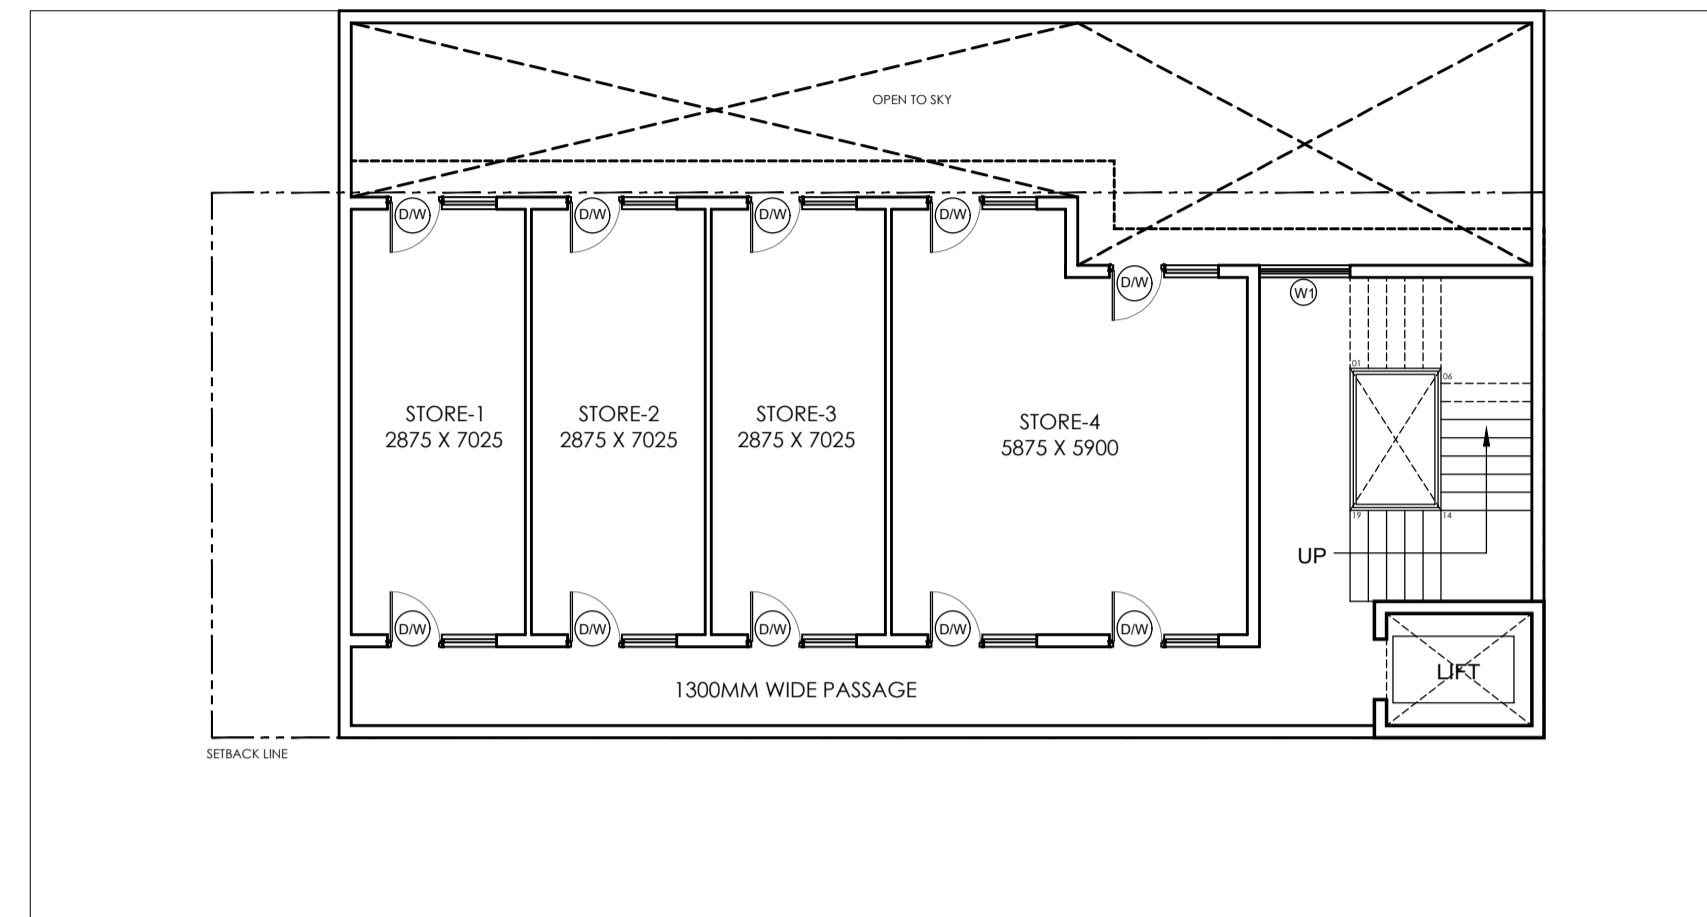 OPEN TO SKY
D/W
D/W
D/W
D/W
D/W
W1
01
06
STORE-1
2875 X 7025
STORE-2
2875 X 7025
STORE-3
2875 X 7025
STORE-4
5875 X 5900
19
14
UP
D/W
D/W
D/W
D/W
D/W
LIFT
1300MM WIDE PASSAGE
SETBACK LINE